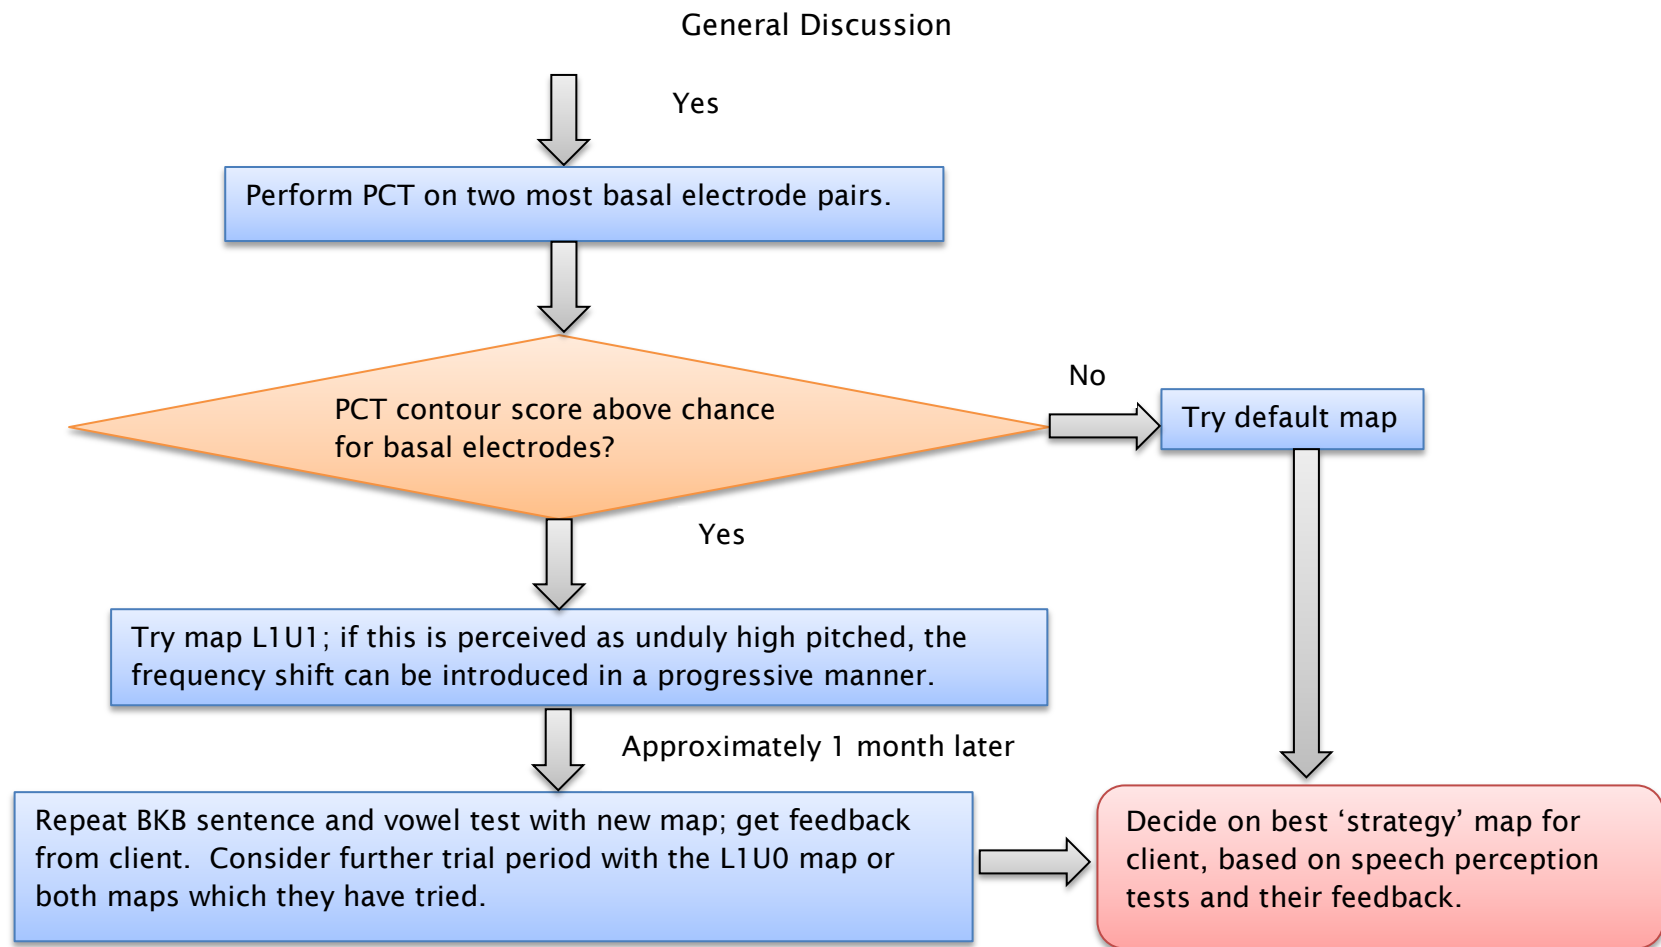 General Discussion
Yes
Perform PCT on two most basal electrode pairs.
PCT contour score above chance
for basal electrodes?
No
Try default map
Yes
Try map L1U1; if this is perceived as unduly high pitched, the
frequency shift can be introduced in a progressive manner.
Approximately 1 month later
Repeat BKB sentence and vowel test with new map; get feedback
from client.  Consider further trial period with the L1U0 map or
both maps which they have tried.
Decide on best ‘strategy’ map for
client, based on speech perception
tests and their feedback.